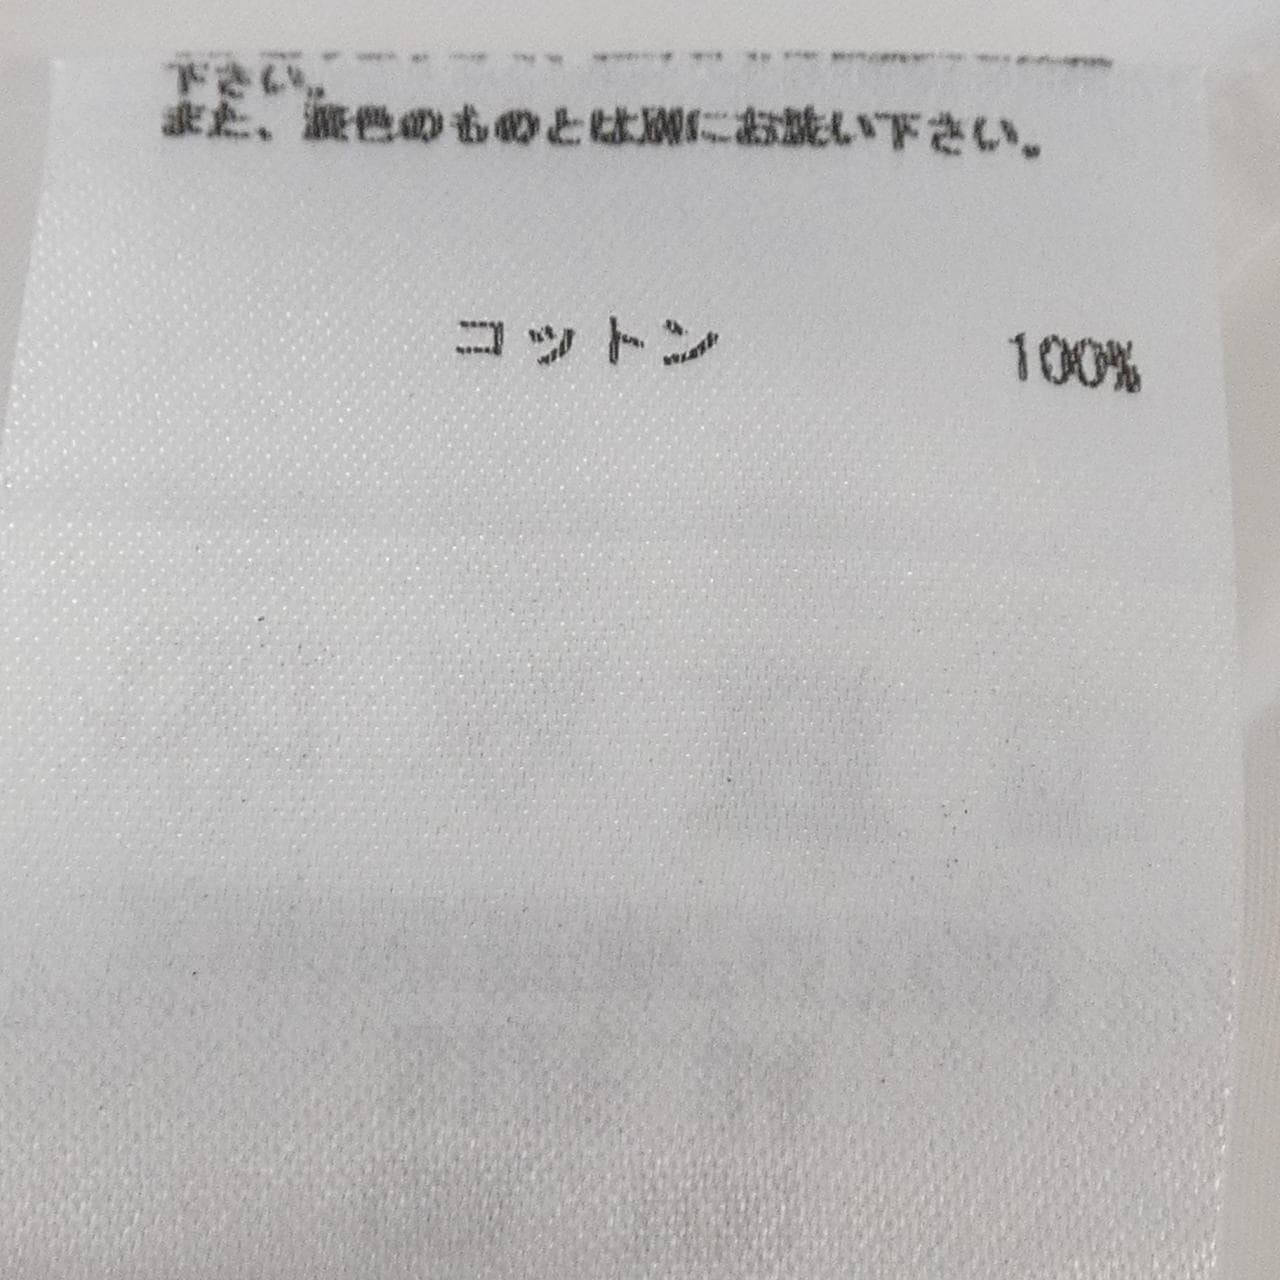 下さい。
また、淡色のものとは別にお洗い下さい。
コットン 100%